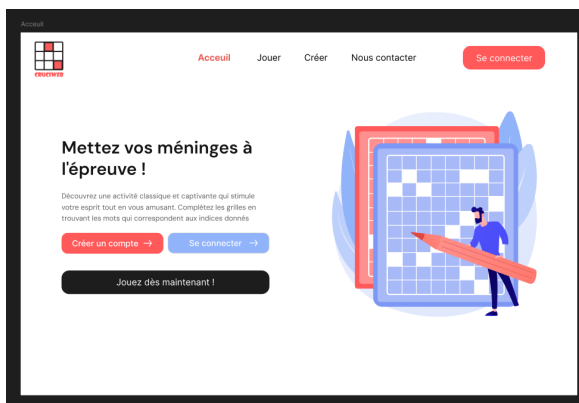 Acceuil
CRUCIWEB
Acceuil Jouer Créer Nous contacter Se connecter
Mettez vos méninges à
l'épreuve !
Découvrez une activité classique et captivante qui stimule
votre esprit tout en vous amusant. Complétez les grilles en
trouvant les mots qui correspondent aux indices donnés
Créer un compte → Se connecter →
Jouez dès maintenant !